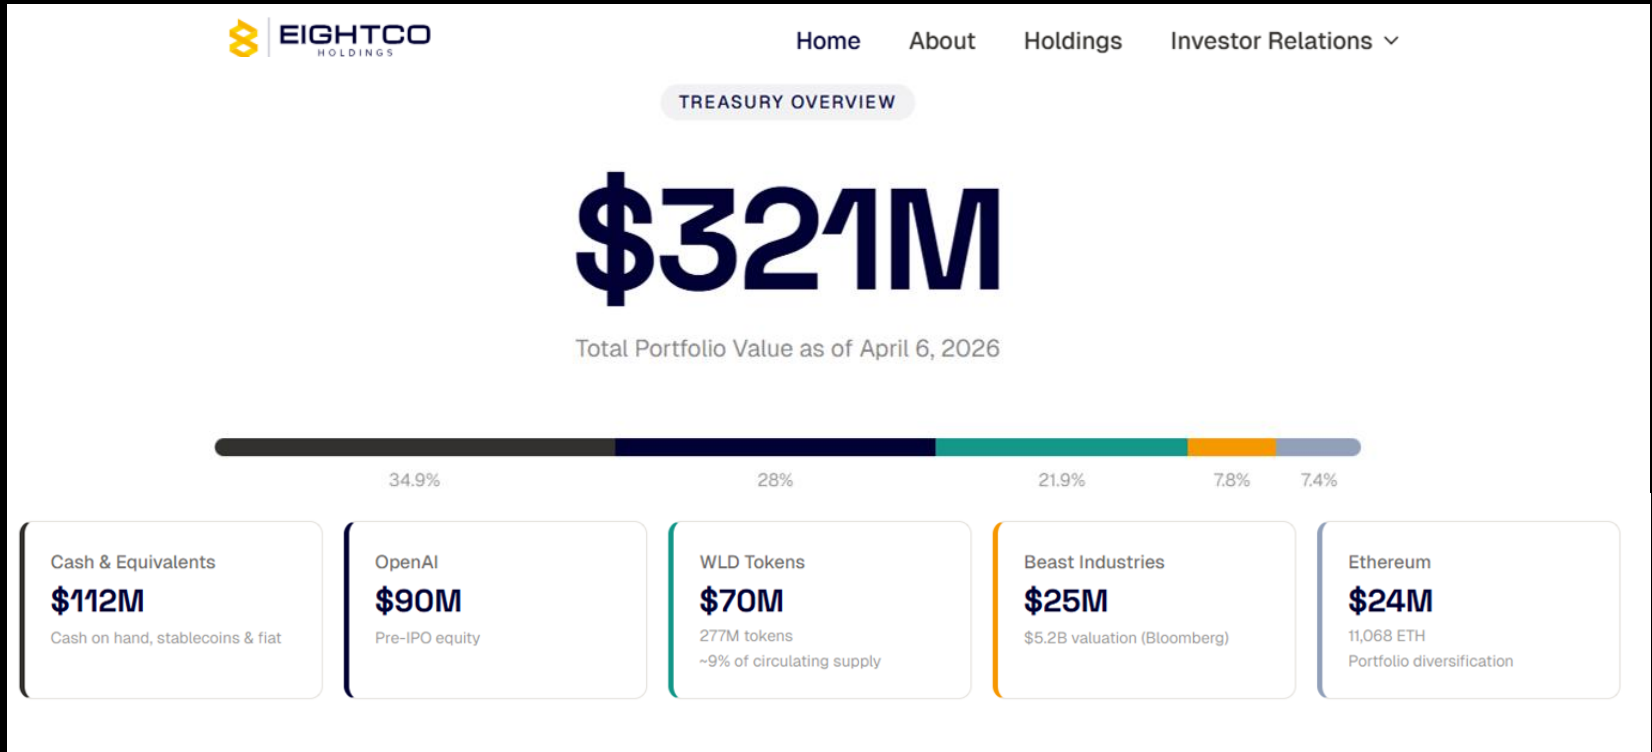 EIGHTCO
HOLDINGS
Home About Holdings Investor Relations
TREASURY OVERVIEW
$321M
Total Portfolio Value as of April 6, 2026
34.9% 28% 21.9% 7.8% 7.4%
Cash & Equivalents
$112M
Cash on hand, stablecoins & fiat
OpenAI
$90M
Pre-IPO equity
WLD Tokens
$70M
277M tokens
~9% of circulating supply
Beast Industries
$25M
$5.2B valuation (Bloomberg)
Ethereum
$24M
11,068 ETH
Portfolio diversification